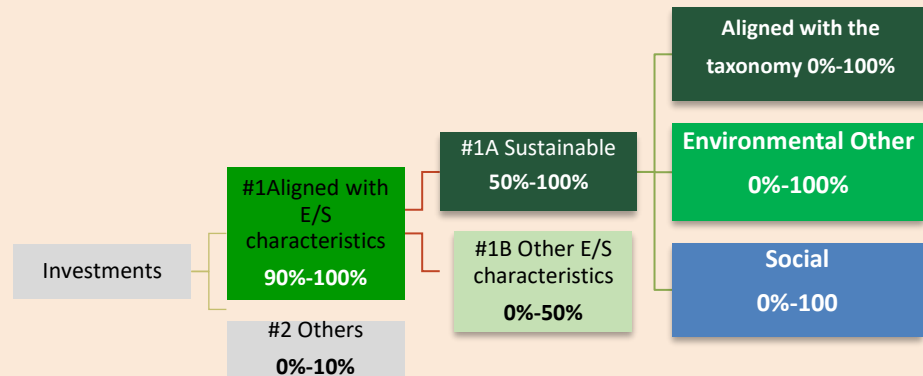 Investments
#1Aligned with
E/S
characteristics
90%-100%
#2 Others
0%-10%
#1A Sustainable
50%-100%
#1B Other E/S
characteristics
0%-50%
Aligned with the
taxonomy 0%-100%
Environmental Other
0%-100%
Social
0%-100